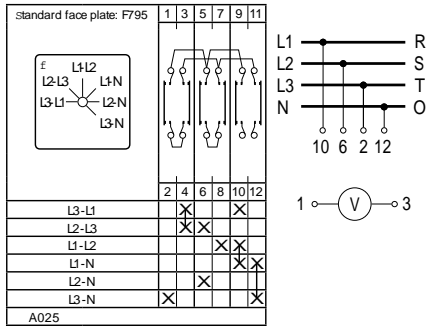 standard face plate: F795
1 3 5 7 9 11
f
L1-L2
L2-L3 L1-N
L3-L1 L2-N
L3-N
2 4 6 8 10 12
L3-L1 X X
L2-L3 X X
L1-L2 X X
L1-N X X
L2-N X
L3-N X X
A025
L1 R
L2 S
L3 T
N O
10 6 2 12
1 V 3